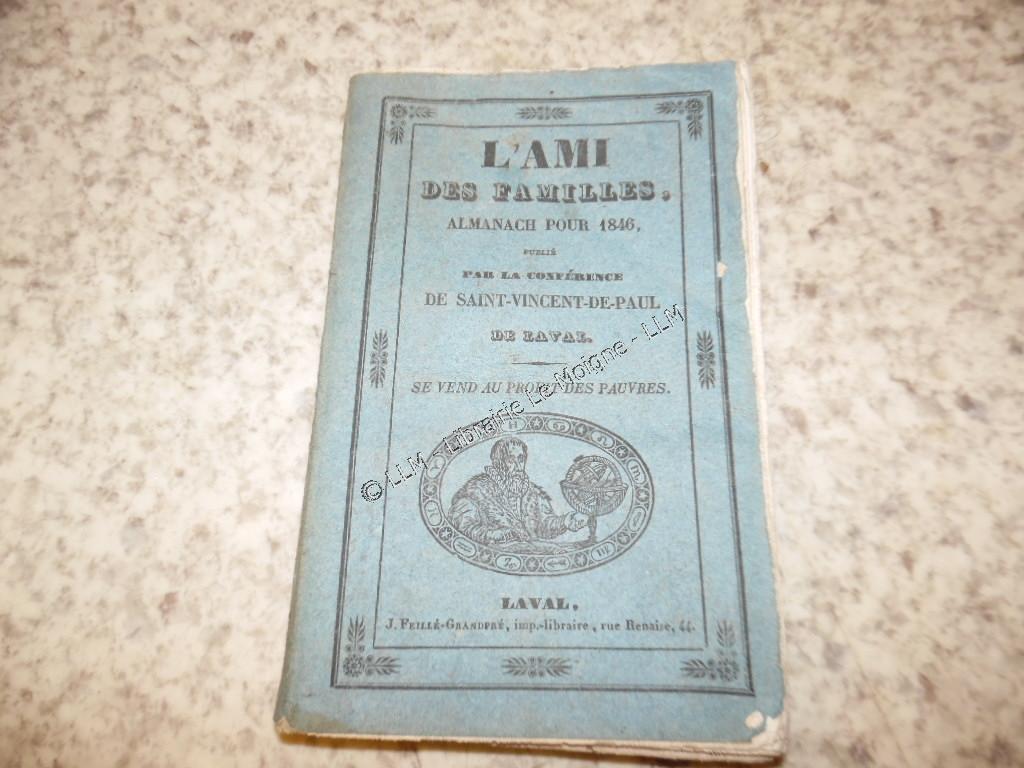 L'AMI
DES FAMILLES,
ALMANACH POUR 1846,
PUBLIÉ
PAR LA CONFÉRENCE
DE SAINT-VINCENT-DE-PAUL
DE LAVAL.
SE VEND AU PROFIT DES PAUVRES.
© LLM - Librairie Le Moigne - LLM
LAVAL,
J. FEILLÉ-GRANDPRÉ, imp.-libraire, rue Renaise, 44.